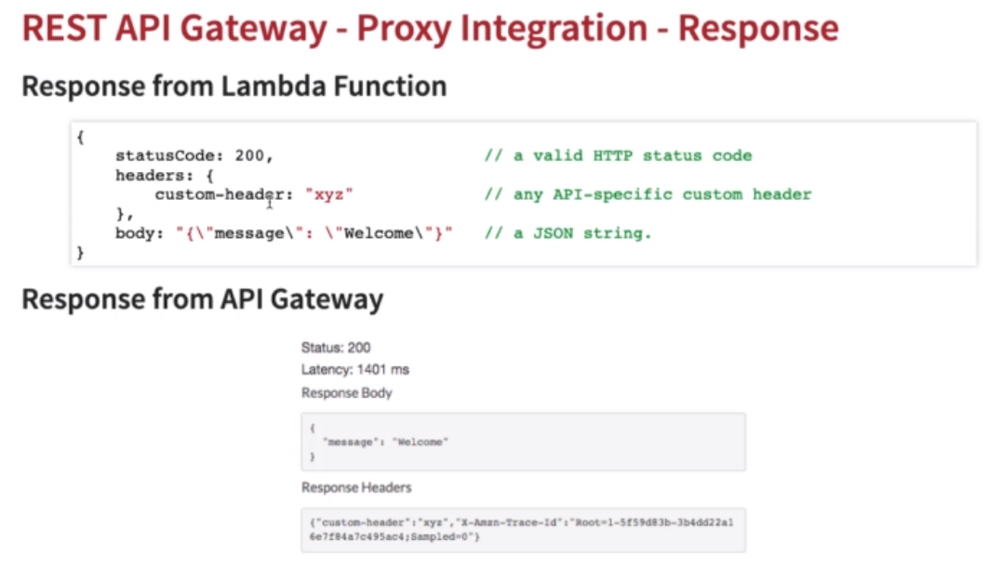 REST API Gateway - Proxy Integration - Response
Response from Lambda Function
{
statusCode: 200, // a valid HTTP status code
headers: {
custom-header: "xyz" // any API-specific custom header
},
body: "{\"message\": \"Welcome\"}" // a JSON string.
}
Response from API Gateway
Status: 200
Latency: 1401 ms
Response Body
{
"message": "Welcome"
}
Response Headers
{"custom-header":"xyz","X-Amzn-Trace-Id":"Root=1-5f59d83b-3b4dd22a1
6e7f84a7c495ac4;Sampled=0"}